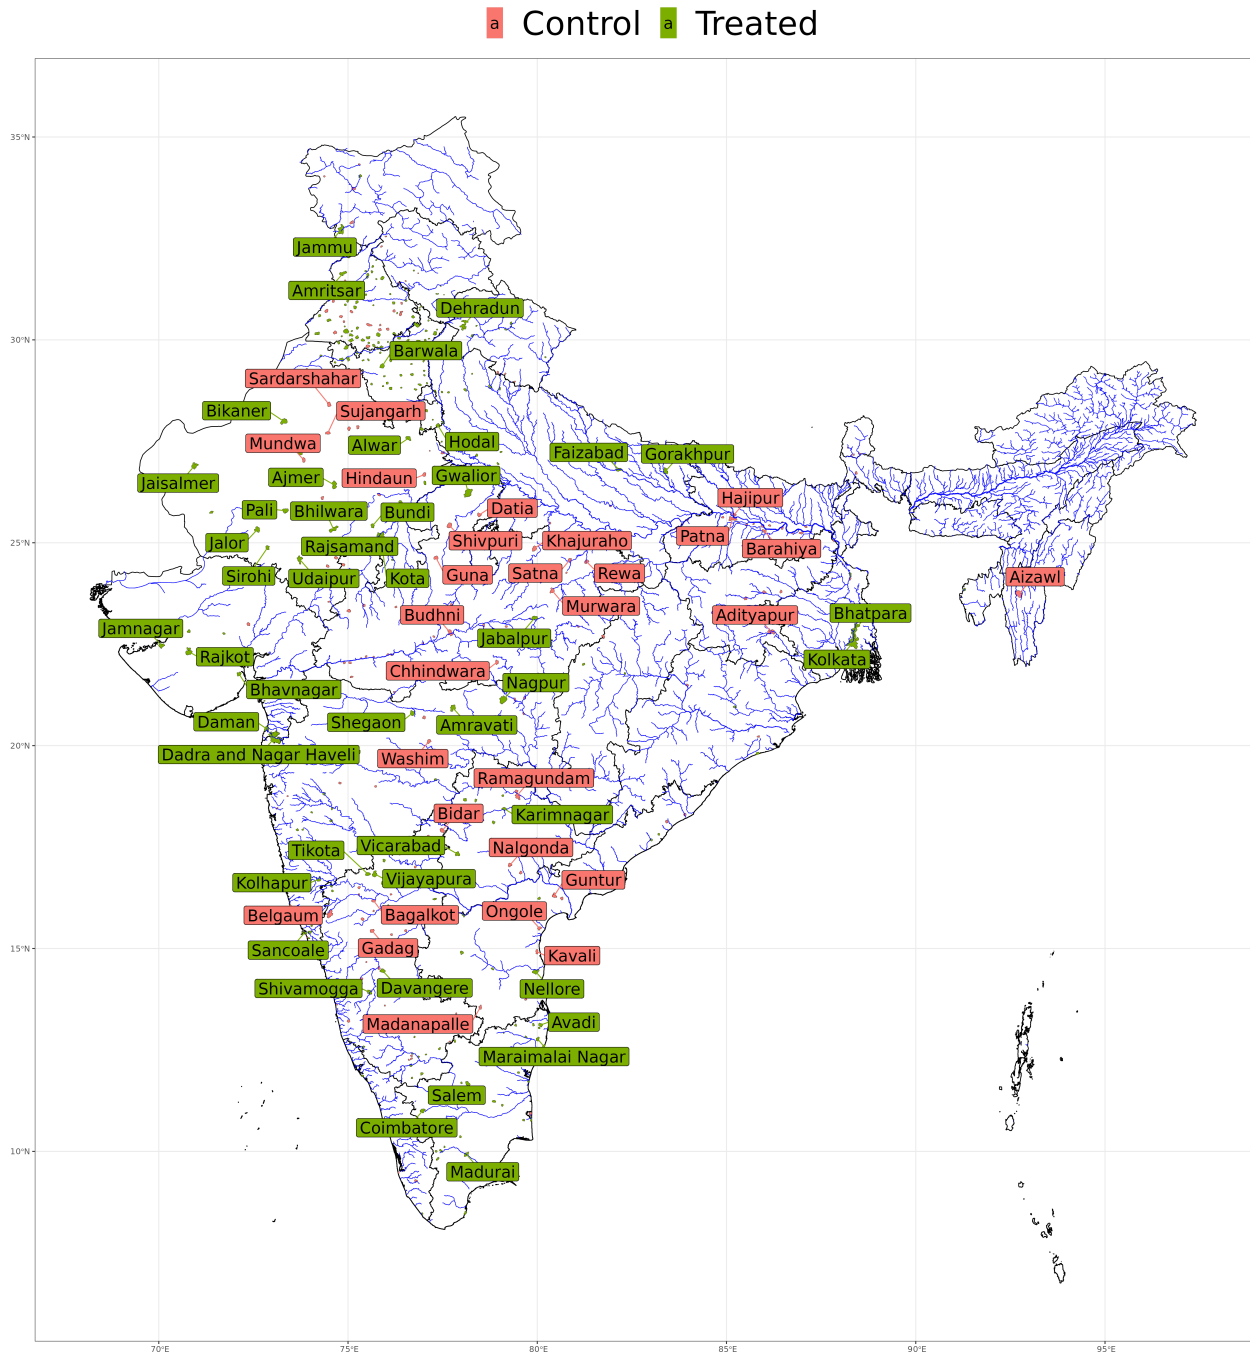 a Control a Treated
35°N
Jammu
Amritsar
Dehradun
30°N
Barwala
Sardarshahar
Bikaner
Sujangarh
Mundwa
Alwar
Hodal
Faizabad
Gorakhpur
Jaisalmer
Ajmer
Hindaun
Gwalior
Hajipur
Pali
Bhilwara
Bundi
Datia
Jalor
Rajsamand
Shivpuri
Khajuraho
Patna
Barahiya
25°N
Sirohi
Udaipur
Kota
Guna
Satna
Rewa
Aizawl
Murwara
Budhni
Adityapur
Bhatpara
Jamnagar
Jabalpur
Rajkot
Kolkata
Chhindwara
Bhavnagar
Nagpur
Daman
Shegaon
Amravati
20°N
Dadra and Nagar Haveli
Washim
Ramagundam
Bidar
Karimnagar
Tikota
Vicarabad
Nalgonda
Kolhapur
Vijayapura
Guntur
Belgaum
Bagalkot
Ongole
15°N
Sancoale
Gadag
Kavali
Shivamogga
Davangere
Nellore
Madanapalle
Avadi
Maraimalai Nagar
Salem
Coimbatore
10°N
Madurai
70°E 75°E 80°E 85°E 90°E 95°E